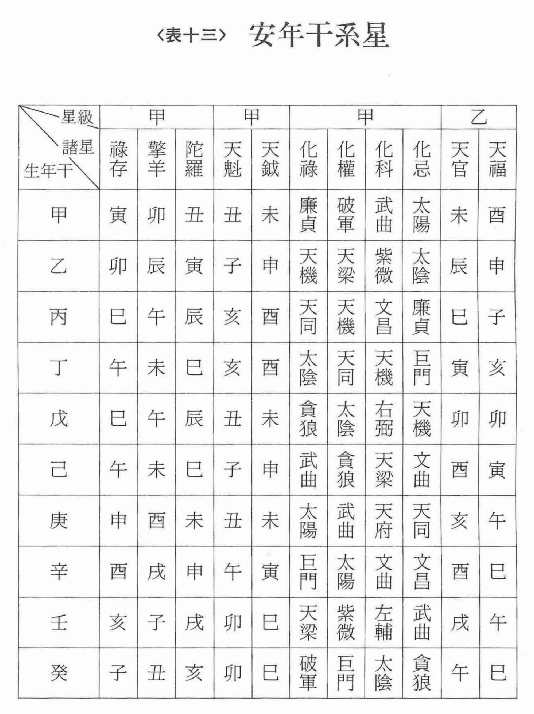 〈表十三〉 安年干系星
星級 甲 甲 甲 乙
諸星 祿存 擎羊 陀羅 天魁 天鉞 化祿 化權 化科 化忌 天官 天福
生年干
甲 寅 卯 丑 丑 未 廉貞 破軍 武曲 太陽 未 酉
乙 卯 辰 寅 子 申 天機 天梁 紫微 太陰 辰 申
丙 巳 午 辰 亥 酉 天同 天機 文昌 廉貞 巳 子
丁 午 未 巳 亥 酉 太陰 天同 天機 巨門 寅 亥
戊 巳 午 辰 丑 未 貪狼 太陰 右弼 天機 卯 卯
己 午 未 巳 子 申 武曲 貪狼 天梁 文曲 酉 寅
庚 申 酉 未 丑 未 太陽 武曲 天府 天同 亥 午
辛 酉 戌 申 午 寅 巨門 太陽 文曲 文昌 酉 巳
壬 亥 子 戌 卯 巳 天梁 紫微 左輔 武曲 戌 午
癸 子 丑 亥 卯 巳 破軍 巨門 太陰 貪狼 午 巳